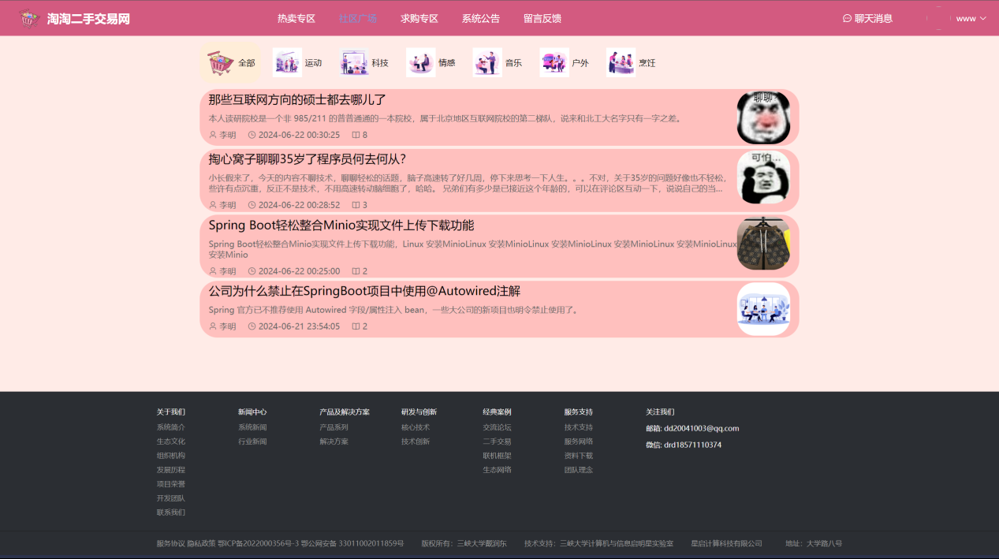 淘淘二手交易网 热卖专区 社区广场 求购专区 系统公告 留言反馈 聊天消息 www
全部 运动 科技 情感 音乐 户外 烹饪
那些互联网方向的硕士都去哪儿了
聊聊
本人读研院校是一个非 985/211 的普普通通的一本院校，属于北京地区互联网院校的第二梯队，说来和北工大名字只有一字之差。
李明 2024-06-22 00:30:25 8
掏心窝子聊聊35岁了程序员何去何从?
可怕...
小长假来了，今天的内容不聊技术，聊聊轻松的话题，脑子高速转了好几周，停下来思考一下人生。。。不对，关于35岁的问题好像也不轻松，
些许有点沉重，反正不是技术，不用高速转动脑细胞了，哈哈。 兄弟们有多少是已接近这个年龄的，可以在评论区互动一下，说说自己的当...
李明 2024-06-22 00:28:52 3
Spring Boot轻松整合Minio实现文件上传下载功能
Spring Boot轻松整合Minio实现文件上传下载功能，Linux 安装MinioLinux 安装MinioLinux 安装MinioLinux 安装MinioLinux 安装MinioLinux
安装Minio
李明 2024-06-22 00:25:00 2
公司为什么禁止在SpringBoot项目中使用@Autowired注解
Spring 官方已不推荐使用 Autowired 字段/属性注入 bean，一些大公司的新项目也明令禁止使用了。
李明 2024-06-21 23:54:05 2
关于我们 新闻中心 产品及解决方案 研发与创新 经典案例 服务支持 关注我们
系统简介 系统新闻 产品系列 核心技术 交流论坛 技术支持 邮箱: dd20041003@qq.com
生态文化 行业新闻 解决方案 技术创新 二手交易 服务网络 微信: drd18571110374
组织机构 联机框架 资料下载
发展历程 生态网络 团队理念
项目荣誉
开发团队
联系我们
服务协议 隐私政策 鄂ICP备2022000356号-3 鄂公网安备 33011002011859号 版权所有：三峡大学戴润东 技术支持：三峡大学计算机与信息启明星实验室 星启计算科技有限公司 地址：大学路八号